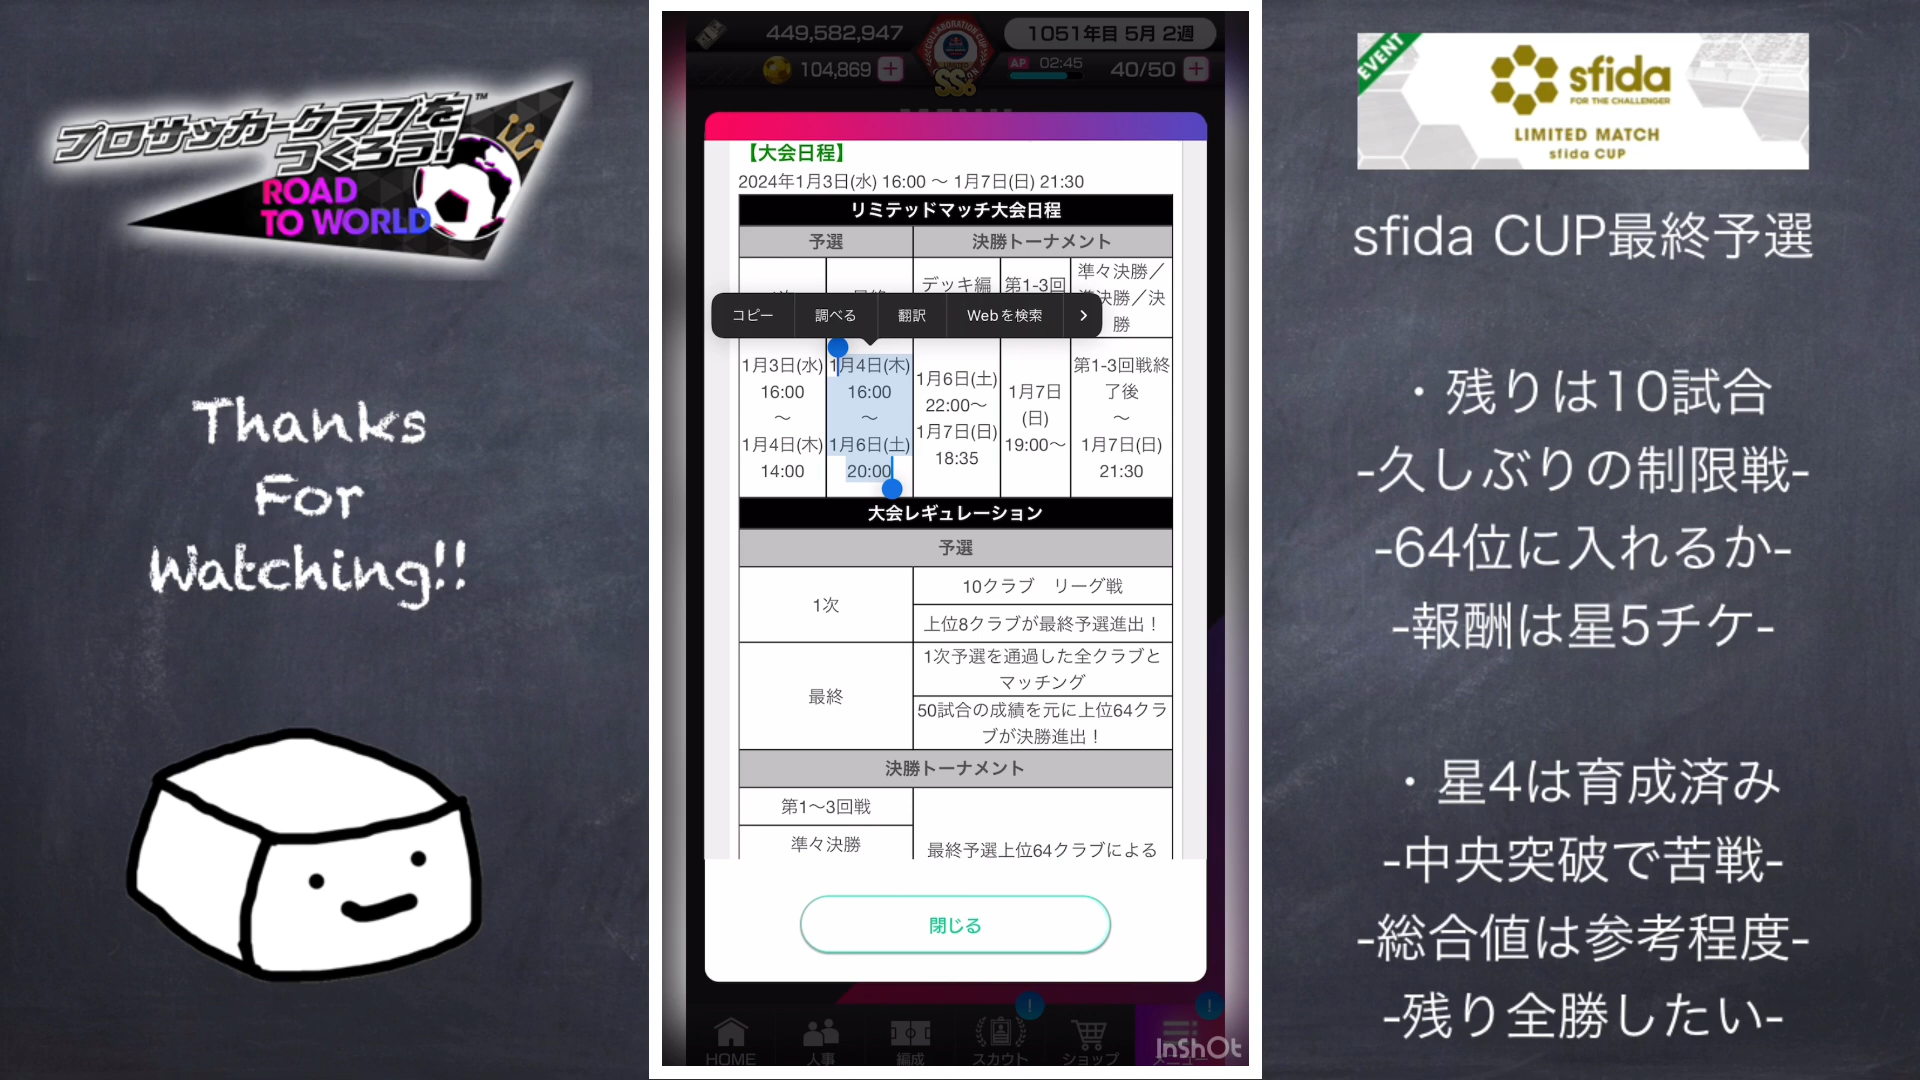 プロサッカークラブを
つくろう!
™
ROAD
TO WORLD
Thanks
For
Watching!!
449,582,947
COLLABORATION CUP
SS6
1051年目 5月 2週
104,869
AP
02:45
40/50
【大会日程】
2024年1月3日(水) 16:00 〜 1月7日(日) 21:30
リミテッドマッチ大会日程
予選
決勝トーナメント
デッキ編
第1-3回
準々決勝／
準決勝／決
勝
コピー
調べる
翻訳
Webを検索
1月3日(水)
16:00
〜
1月4日(木)
14:00
1月4日(木)
16:00
〜
1月6日(土)
20:00
1月6日(土)
22:00〜
1月7日(日)
18:35
1月7日
(日)
19:00〜
第1-3回戦終
了後
〜
1月7日(日)
21:30
大会レギュレーション
予選
1次
10クラブ　リーグ戦
上位8クラブが最終予選進出！
最終
1次予選を通過した全クラブと
マッチング
50試合の成績を元に上位64クラ
ブが決勝進出！
決勝トーナメント
第1〜3回戦
準々決勝
最終予選上位64クラブによる
閉じる
HOME
人事
編成
スカウト
ショップ
メニュー
InShOt
EVENT
sfida
FOR THE CHALLENGER
LIMITED MATCH
sfida CUP
sfida CUP最終予選
・残りは10試合
-久しぶりの制限戦-
-64位に入れるか-
-報酬は星5チケ-
・星4は育成済み
-中央突破で苦戦-
-総合値は参考程度-
-残り全勝したい-